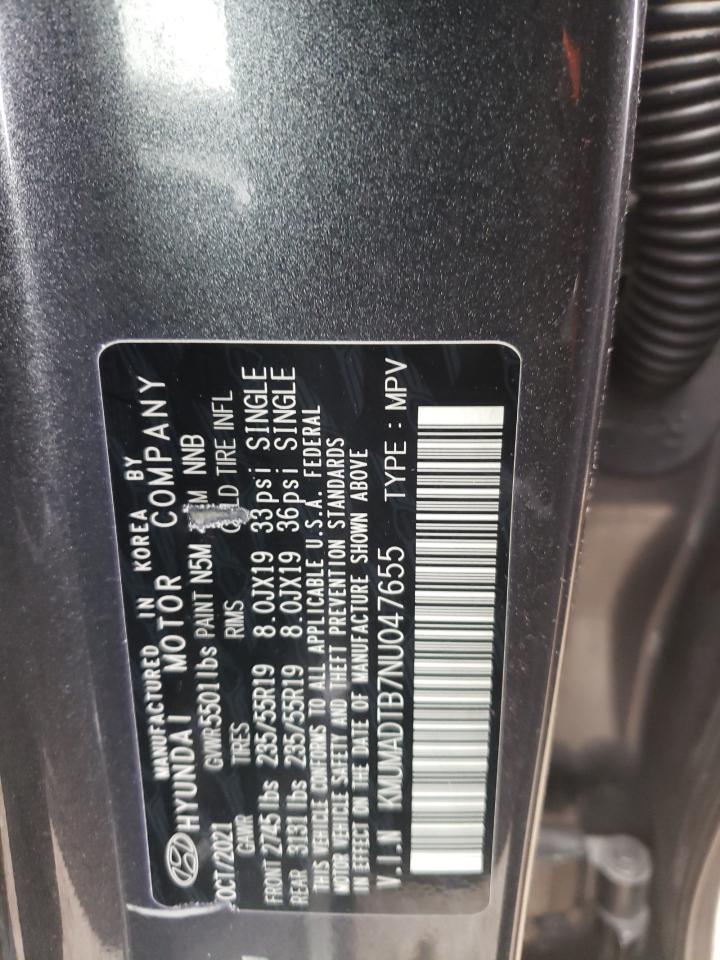 MANUFACTURED IN KOREA BY
HYUNDAI MOTOR COMPANY
OCT/2021 GVWR 5501 lbs PAINT N5M NNB
GAWR TIRES RIMS COLD TIRE INFL
FRONT 2745 lbs 235/55R19 8.0JX19 33psi SINGLE
REAR 3131 lbs 235/55R19 8.0JX19 36psi SINGLE
THIS VEHICLE CONFORMS TO ALL APPLICABLE U.S.A. FEDERAL
MOTOR VEHICLE SAFETY AND THEFT PREVENTION STANDARDS
IN EFFECT ON THE DATE OF MANUFACTURE SHOWN ABOVE
V.I.N KMUMADTB7NU047655 TYPE : MPV